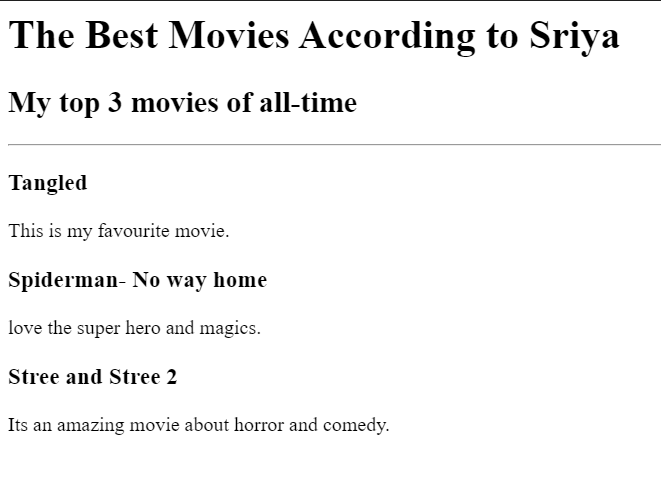 The Best Movies According to Sriya
My top 3 movies of all-time
Tangled
This is my favourite movie.
Spiderman- No way home
love the super hero and magics.
Stree and Stree 2
Its an amazing movie about horror and comedy.